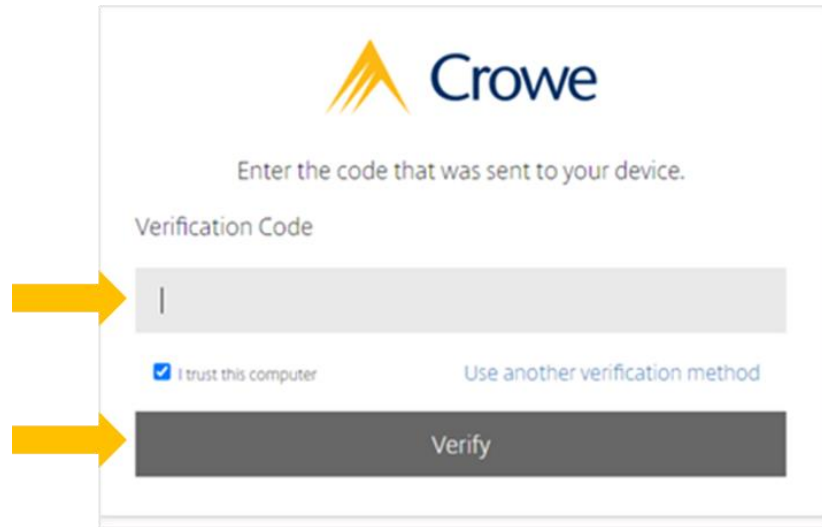 Crowe
Enter the code that was sent to your device.
Verification Code
I trust this computer Use another verification method
Verify